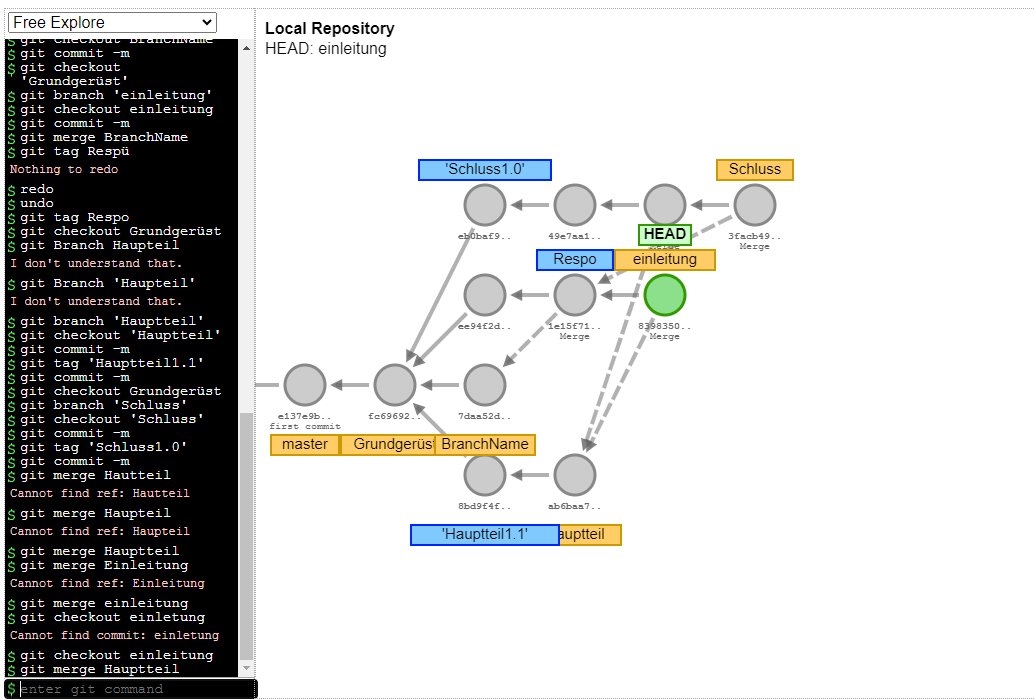 Free Explore
$ git checkout BranchName
$ git commit -m
$ git checkout
'Grundgerüst'
$ git branch 'einleitung'
$ git checkout einleitung
$ git commit -m
$ git merge BranchName
$ git tag Respü
Nothing to redo
$ redo
$ undo
$ git tag Respo
$ git checkout Grundgerüst
$ git Branch Haupteil
I don't understand that.
$ git Branch 'Haupteil'
I don't understand that.
$ git branch 'Hauptteil'
$ git checkout 'Hauptteil'
$ git commit -m
$ git tag 'Hauptteil1.1'
$ git commit -m
$ git checkout Grundgerüst
$ git branch 'Schluss'
$ git checkout 'Schluss'
$ git commit -m
$ git tag 'Schluss1.0'
$ git commit -m
$ git merge Hautteil
Cannot find ref: Hautteil
$ git merge Haupteil
Cannot find ref: Haupteil
$ git merge Hauptteil
$ git merge Einleitung
Cannot find ref: Einleitung
$ git merge einleitung
$ git checkout einletung
Cannot find commit: einletung
$ git checkout einleitung
$ git merge Hauptteil
$ enter git command
Local Repository
HEAD: einleitung
'Schluss1.0'
Schluss
eb0baf9..
49e7aa1..
3facb49..
Merge
HEAD
Respo
einleitung
ee94f2d..
1e15f71..
Merge
8398350..
Merge
e137e9b..
first commit
fc69692..
7daa52d..
master
Grundgerüst
BranchName
8bd9f4f..
ab6baa7..
'Hauptteil1.1'
auptteil